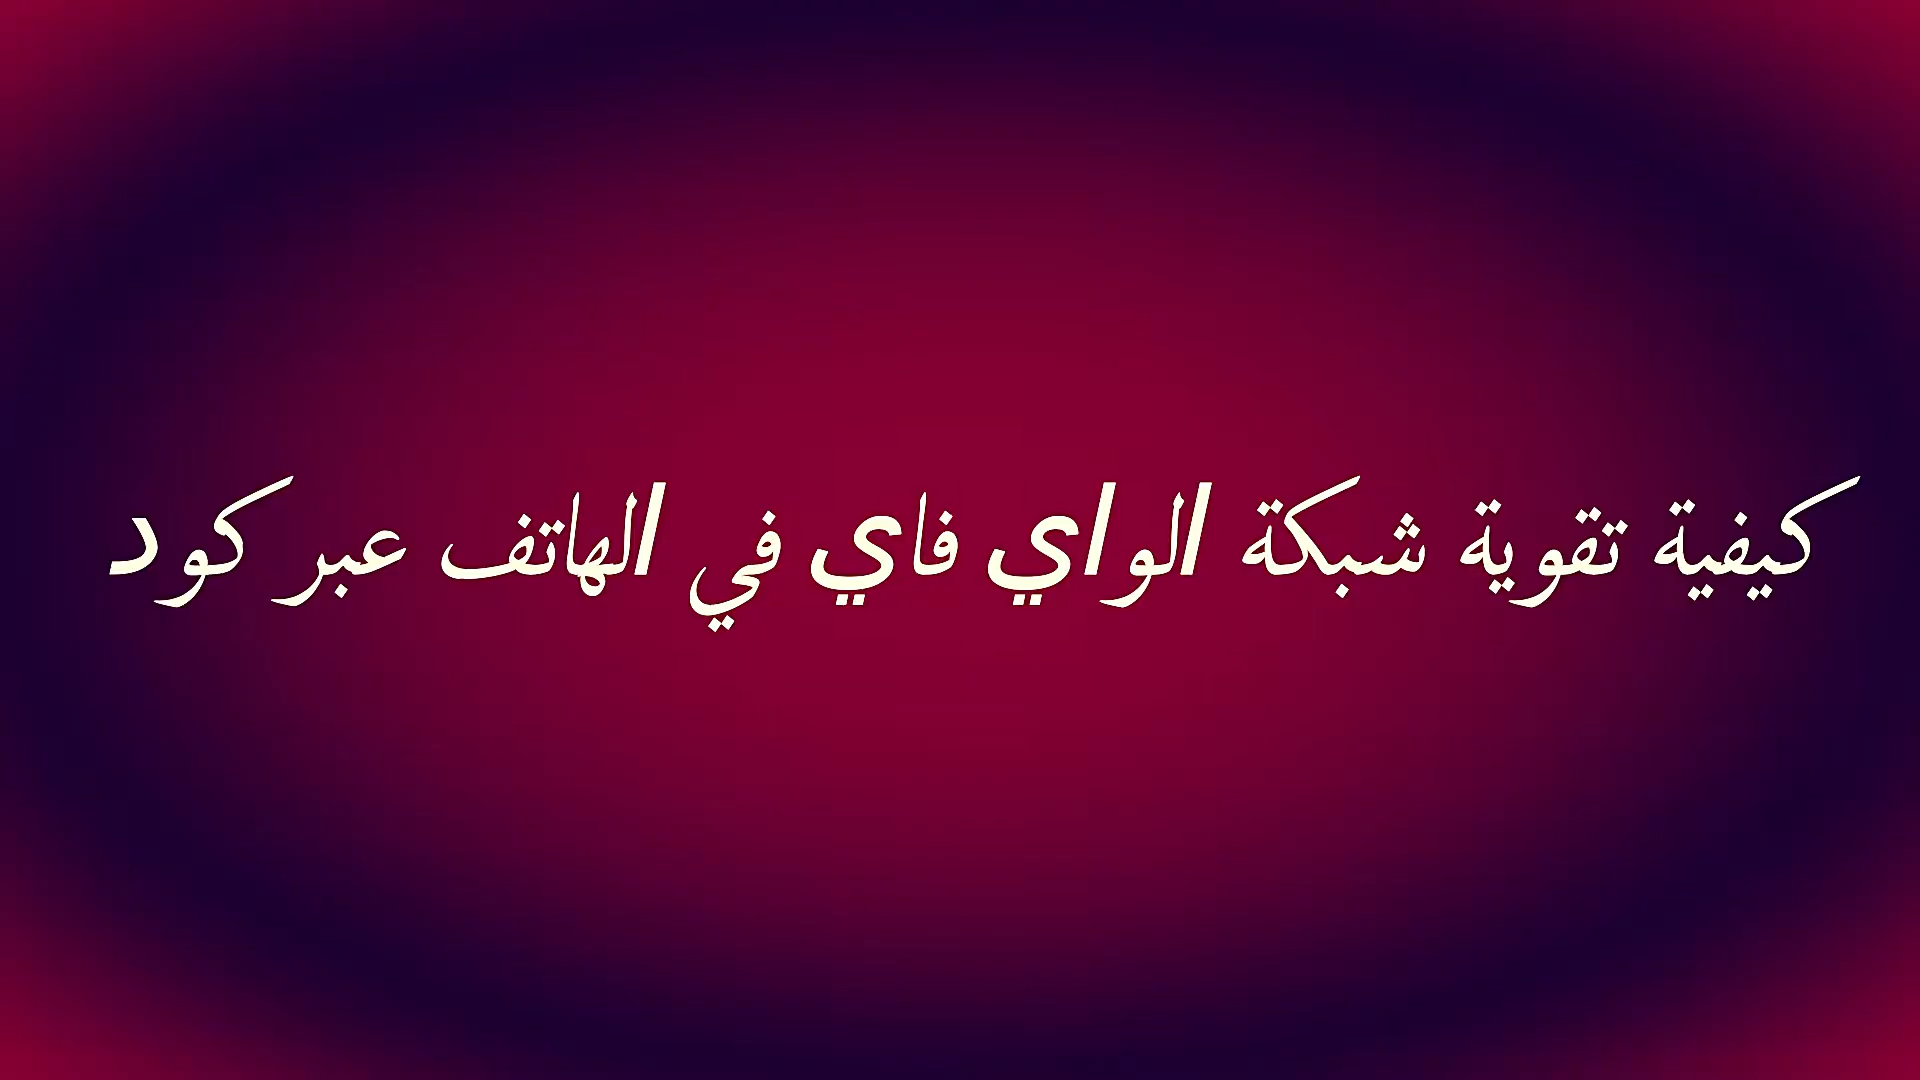 كيفية تقوية شبكة الواي فاي في الهاتف عبر كود